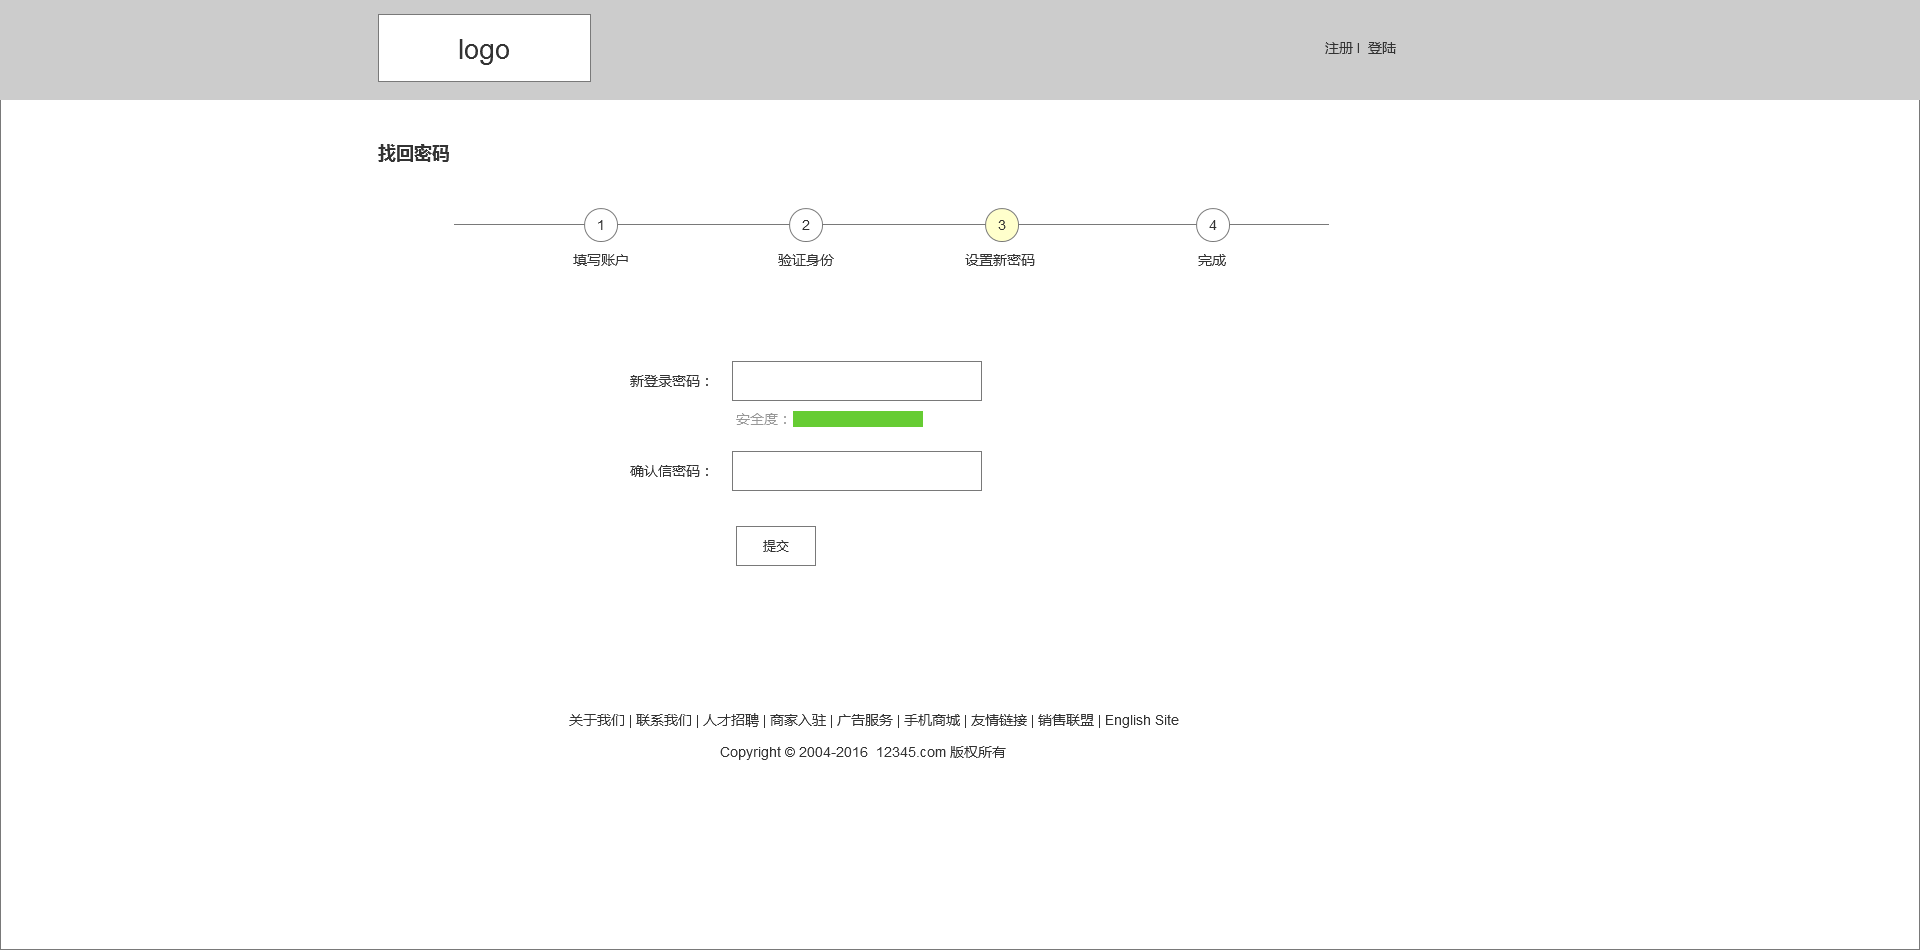 logo
注册 | 登陆
找回密码
1 2 3 4
填写账户 验证身份 设置新密码 完成
新登录密码：
安全度：
确认信密码：
提交
关于我们 | 联系我们 | 人才招聘 | 商家入驻 | 广告服务 | 手机商城 | 友情链接 | 销售联盟 | English Site
Copyright © 2004-2016  12345.com 版权所有